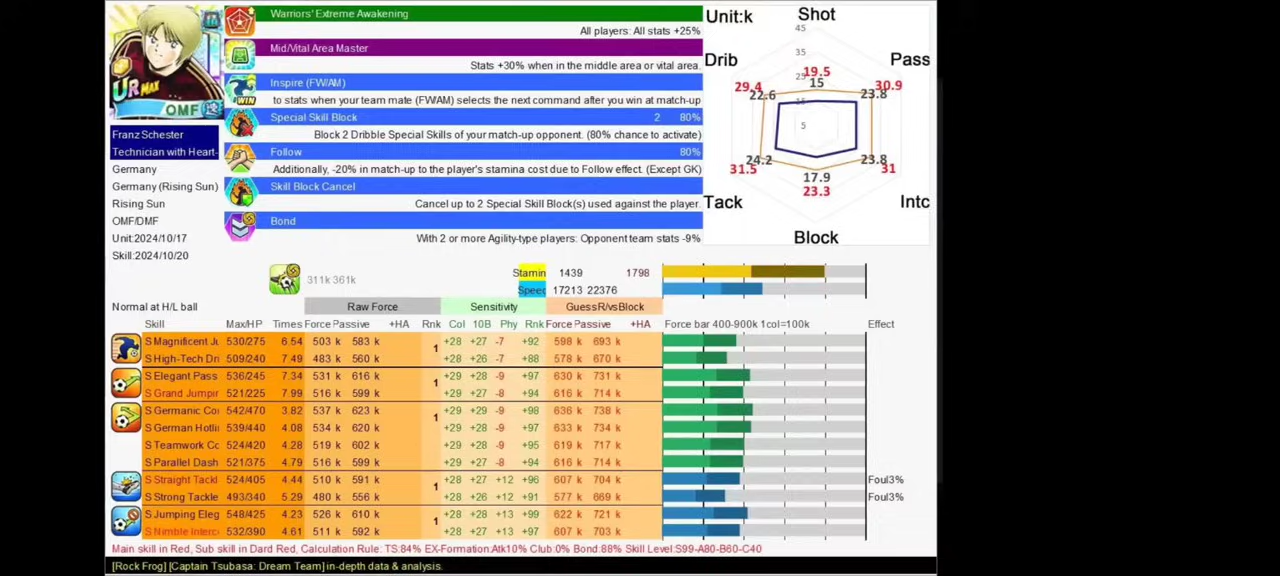 Warriors' Extreme Awakening
All players: All stats +25%
Mid/Vital Area Master
Stats +30% when in the middle area or vital area.
Inspire (FW/AM)
to stats when your team mate (FWAM) selects the next command after you win at match-up
Special Skill Block 2 80%
Block 2 Dribble Special Skills of your match-up opponent. (80% chance to activate)
Follow 80%
Additionally, -20% in match-up to the player's stamina cost due to Follow effect. (Except GK)
Skill Block Cancel
Cancel up to 2 Special Skill Block(s) used against the player.
Bond
With 2 or more Agility-type players: Opponent team stats -9%
UR MAX
WIN
OMF
Franz Schester
Technician with Heart-
Germany
Germany (Rising Sun)
Rising Sun
OMF/DMF
Unit:2024/10/17
Skill:2024/10/20
Unit:k
Shot
45
35
25
15
5
Drib
Pass
19.5
15
29.4
22.6
30.9
23.8
24.2
31.5
23.8
31
17.9
23.3
Tack
Intc
Block
311k 361k
Stamin 1439 1798
Speed 17213 22376
Normal at H/L ball Raw Force Sensitivity GuessR/vsBlock
Skill Max/HP Times Force Passive +HA Rnk Col 10B Phy Rnk Force Passive +HA Force bar 400-900k 1col=100k Effect
S Magnificent Ju 530/275 6.54 503 k 583 k 1 +28 +27 -7 +92 598 k 693 k
S High-Tech Dri 509/240 7.49 483 k 560 k +28 +26 -7 +88 578 k 670 k
S Elegant Pass 536/245 7.34 531 k 616 k 1 +29 +28 -9 +97 630 k 731 k
S Grand Jumpir 521/225 7.99 516 k 599 k +29 +27 -8 +94 616 k 714 k
S Germanic Co 542/470 3.82 537 k 623 k 1 +29 +29 -9 +98 636 k 738 k
S German Hotli 539/440 4.08 534 k 620 k +29 +28 -9 +97 633 k 734 k
S Teamwork Cc 524/420 4.28 519 k 602 k +29 +28 -9 +95 619 k 717 k
S Parallel Dash 521/375 4.79 516 k 599 k +29 +27 -8 +94 616 k 714 k
S Straight Tackl 524/405 4.44 510 k 591 k 1 +28 +27 +12 +96 607 k 704 k Foul3%
S Strong Tackle 493/340 5.29 480 k 556 k +28 +26 +12 +91 577 k 669 k Foul3%
S Jumping Eleg 548/425 4.23 526 k 610 k 1 +28 +28 +13 +99 622 k 721 k
S Nimble Interc 532/390 4.61 511 k 592 k +28 +27 +13 +97 607 k 703 k
Main skill in Red, Sub skill in Dard Red, Calculation Rule: TS:84% EX-Formation:Atk10% Club:0% Bond:88% Skill Level:S99-A80-B60-C40
[Rock Frog] [Captain Tsubasa: Dream Team] in-depth data & analysis.